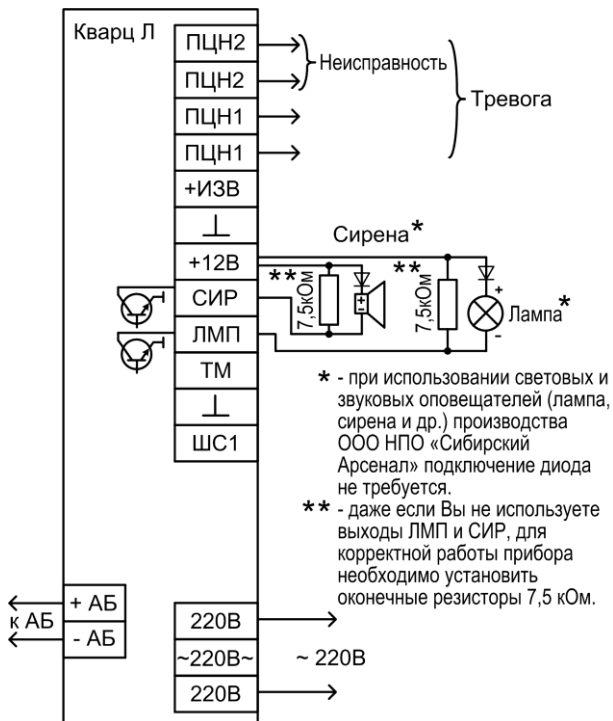 Кварц Л
ПЦН2
ПЦН2
ПЦН1
ПЦН1
+ИЗВ
⊥
+12В
СИР
ЛМП
ТМ
⊥
ШС1
Неисправность
Тревога
Сирена*
**
7,5кОм
+
-
**
7,5кОм
+
Лампа*
-
* - при использовании световых и
звуковых оповещателей (лампа,
сирена и др.) производства
ООО НПО «Сибирский
Арсенал» подключение диода
не требуется.
** - даже если Вы не используете
выходы ЛМП и СИР, для
корректной работы прибора
необходимо установить
оконечные резисторы 7,5 кОм.
к АБ
+ АБ
- АБ
220В
~220В~
220В
~ 220В